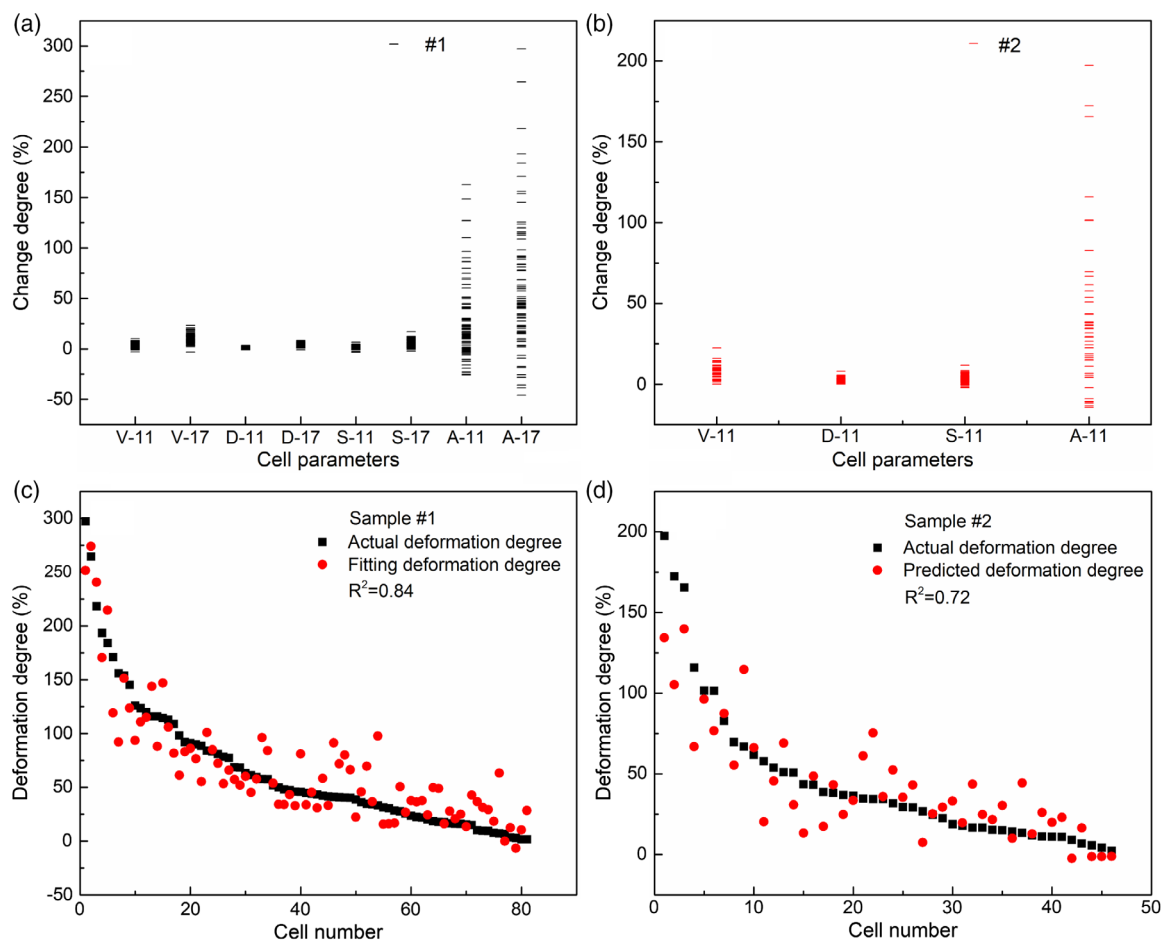 (a)
#1
300
250
200
150
100
50
0
-50
Change degree (%)
V-11 V-17 D-11 D-17 S-11 S-17 A-11 A-17
Cell parameters
(b)
#2
200
150
100
50
0
Change degree (%)
V-11 D-11 S-11 A-11
Cell parameters
(c)
Sample #1
Actual deformation degree
Fitting deformation degree
R²=0.84
300
250
200
150
100
50
0
-50
Deformation degree (%)
0 20 40 60 80
Cell number
(d)
Sample #2
Actual deformation degree
Predicted deformation degree
R²=0.72
200
150
100
50
0
Deformation degree (%)
0 10 20 30 40 50
Cell number